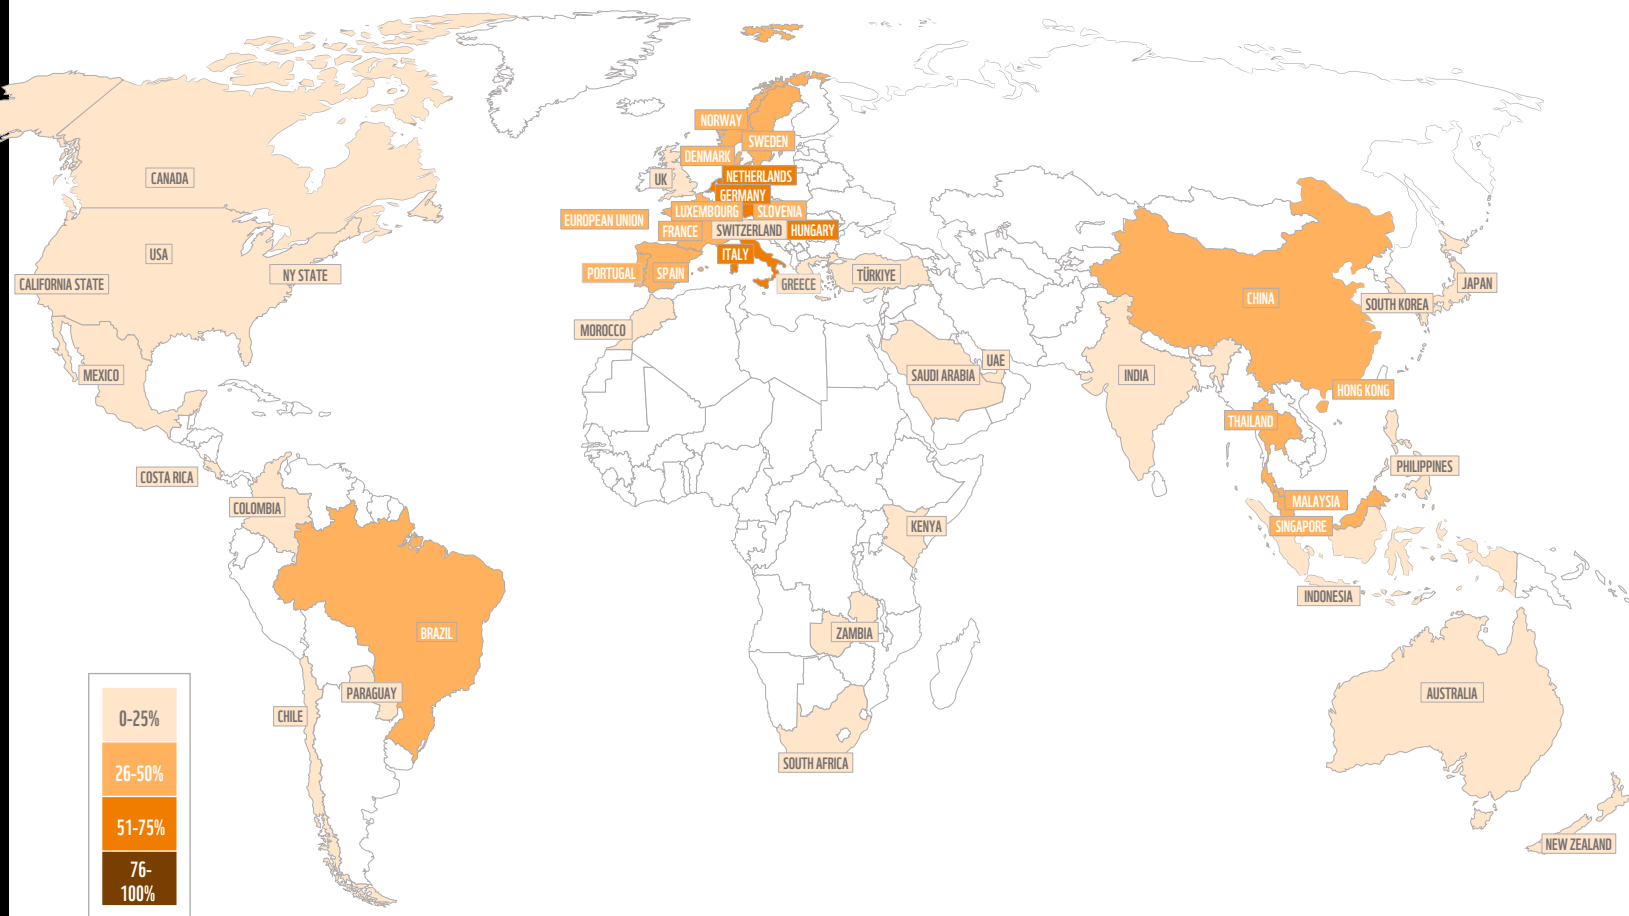 NORWAY
SWEDEN
DENMARK
CANADA
UK
NETHERLANDS
GERMANY
EUROPEAN UNION
LUXEMBOURG
SLOVENIA
FRANCE
SWITZERLAND
HUNGARY
USA
ITALY
CALIFORNIA STATE
NY STATE
PORTUGAL
SPAIN
GREECE
TÜRKIYE
CHINA
SOUTH KOREA
JAPAN
MOROCCO
MEXICO
SAUDI ARABIA
UAE
INDIA
HONG KONG
THAILAND
COSTA RICA
PHILIPPINES
COLOMBIA
MALAYSIA
KENYA
SINGAPORE
INDONESIA
BRAZIL
ZAMBIA
PARAGUAY
AUSTRALIA
CHILE
SOUTH AFRICA
NEW ZEALAND
0-25%
26-50%
51-75%
76-
100%